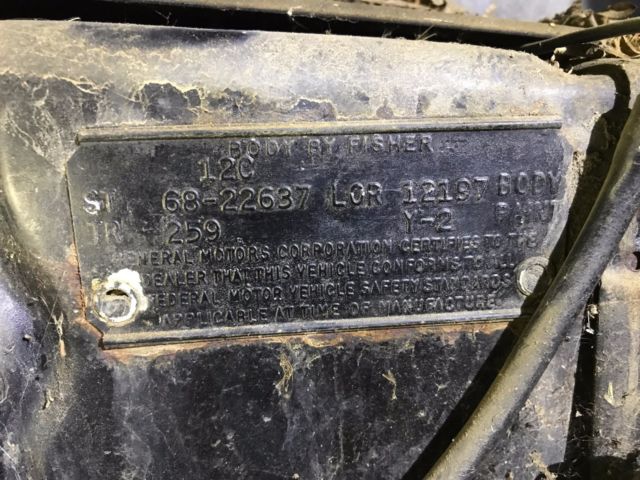 BODY BY FISHER
12C
ST 68-22637 LOR 12197 BODY
TR 259 Y-2 PAINT
GENERAL MOTORS CORPORATION CERTIFIES TO THE
DEALER THAT THIS VEHICLE CONFORMS TO ALL
FEDERAL MOTOR VEHICLE SAFETY STANDARDS
APPLICABLE AT TIME OF MANUFACTURE